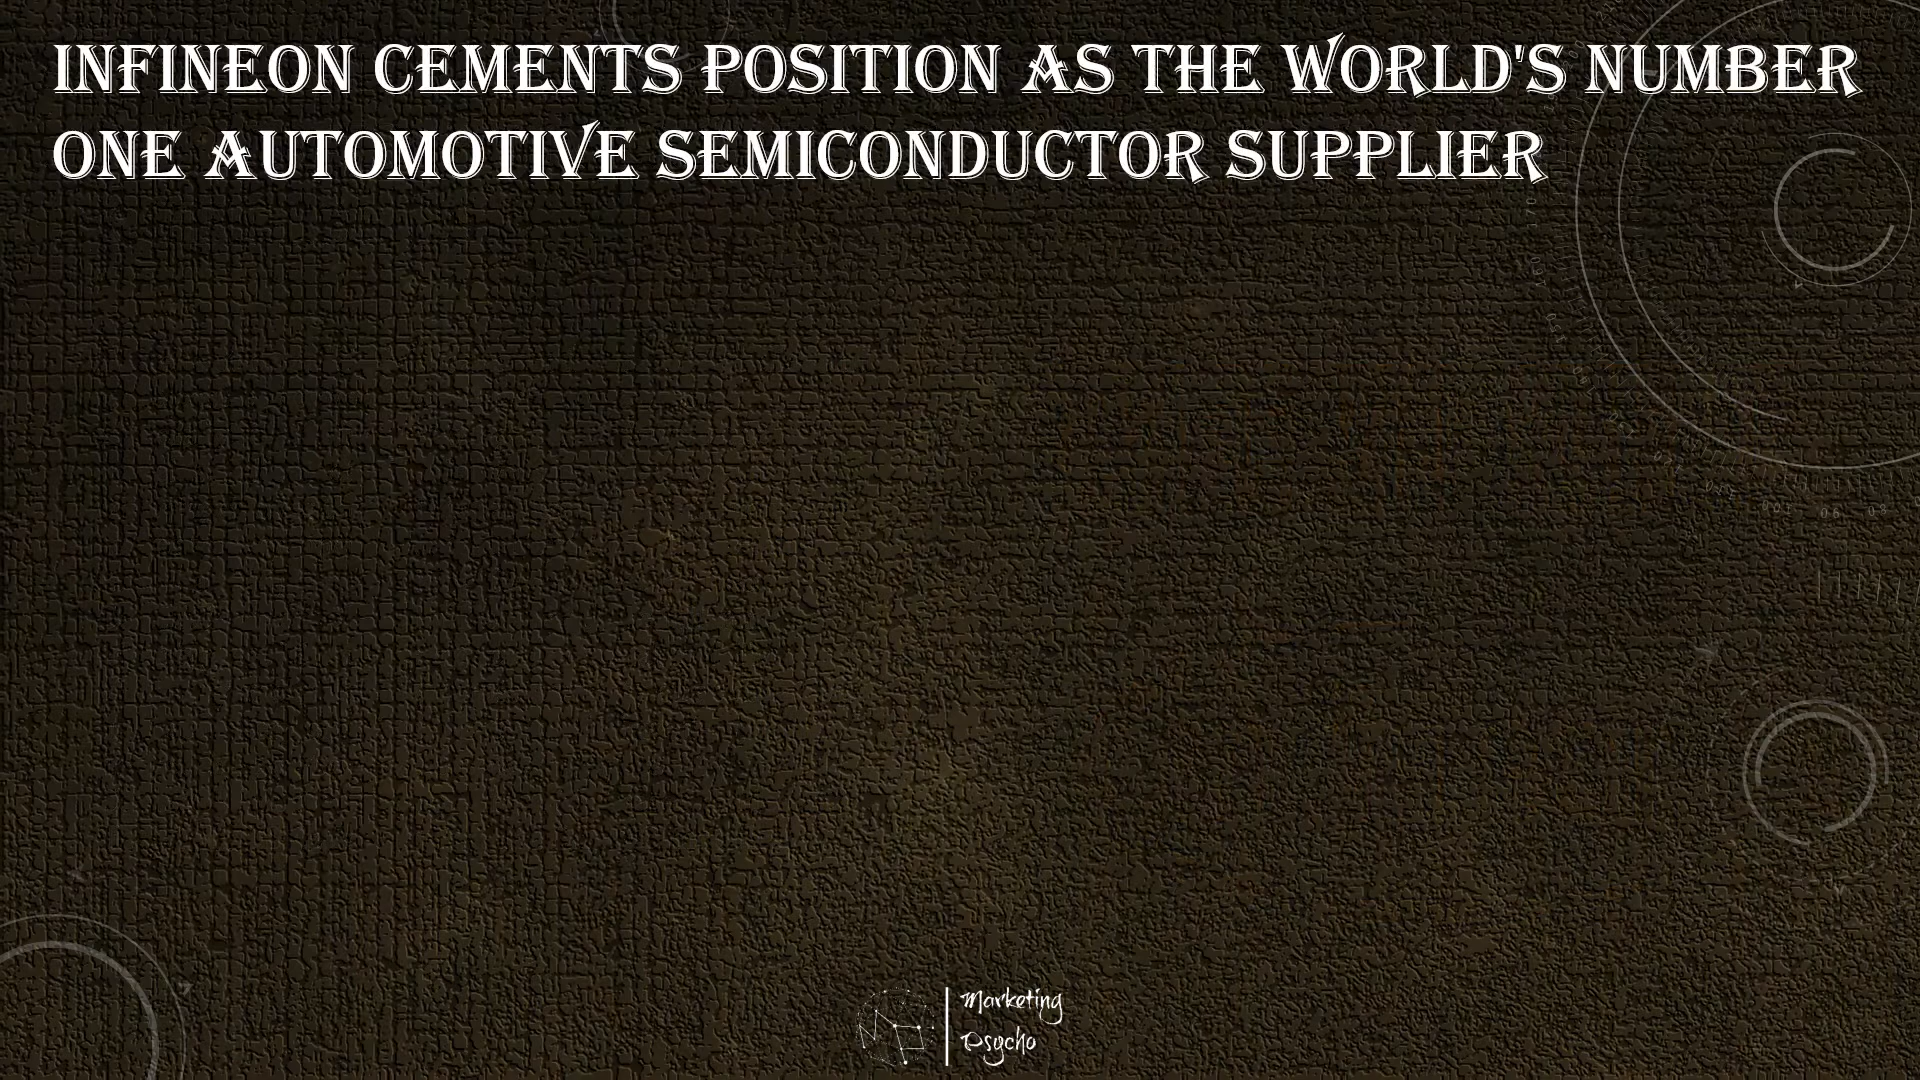 INFINEON CEMENTS POSITION AS THE WORLD'S NUMBER
ONE AUTOMOTIVE SEMICONDUCTOR SUPPLIER
Marketing
Psycho